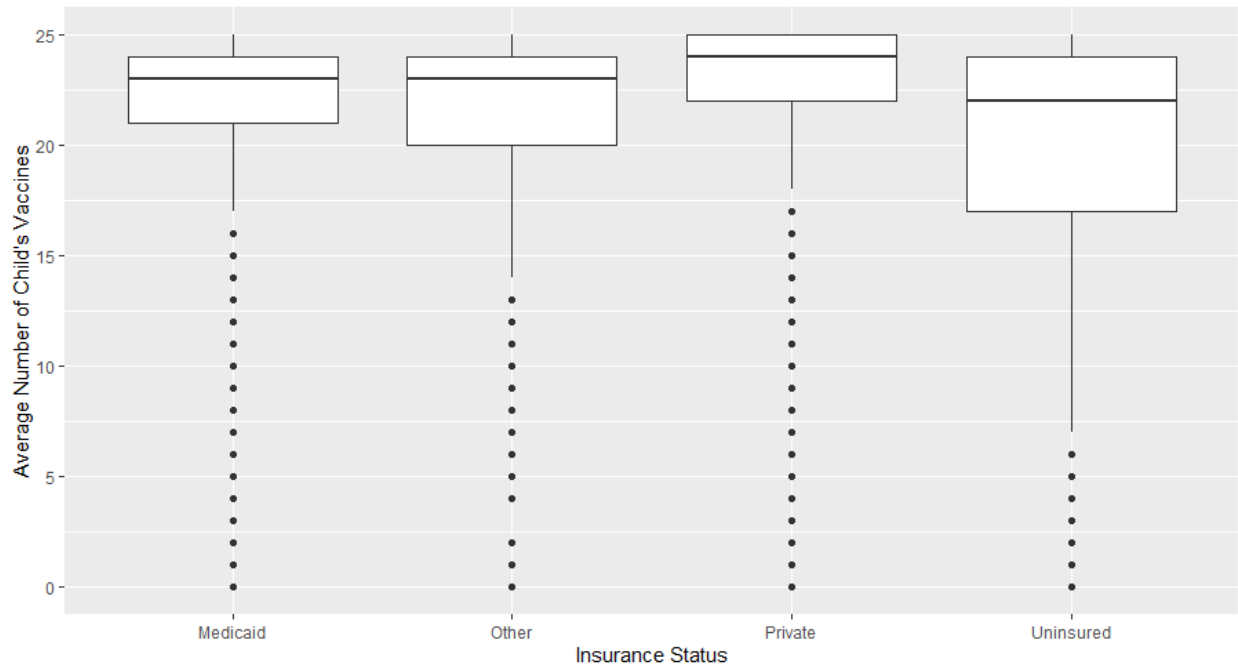 Average Number of Child's Vaccines
25
20
15
10
5
0
Medicaid Other Private Uninsured
Insurance Status